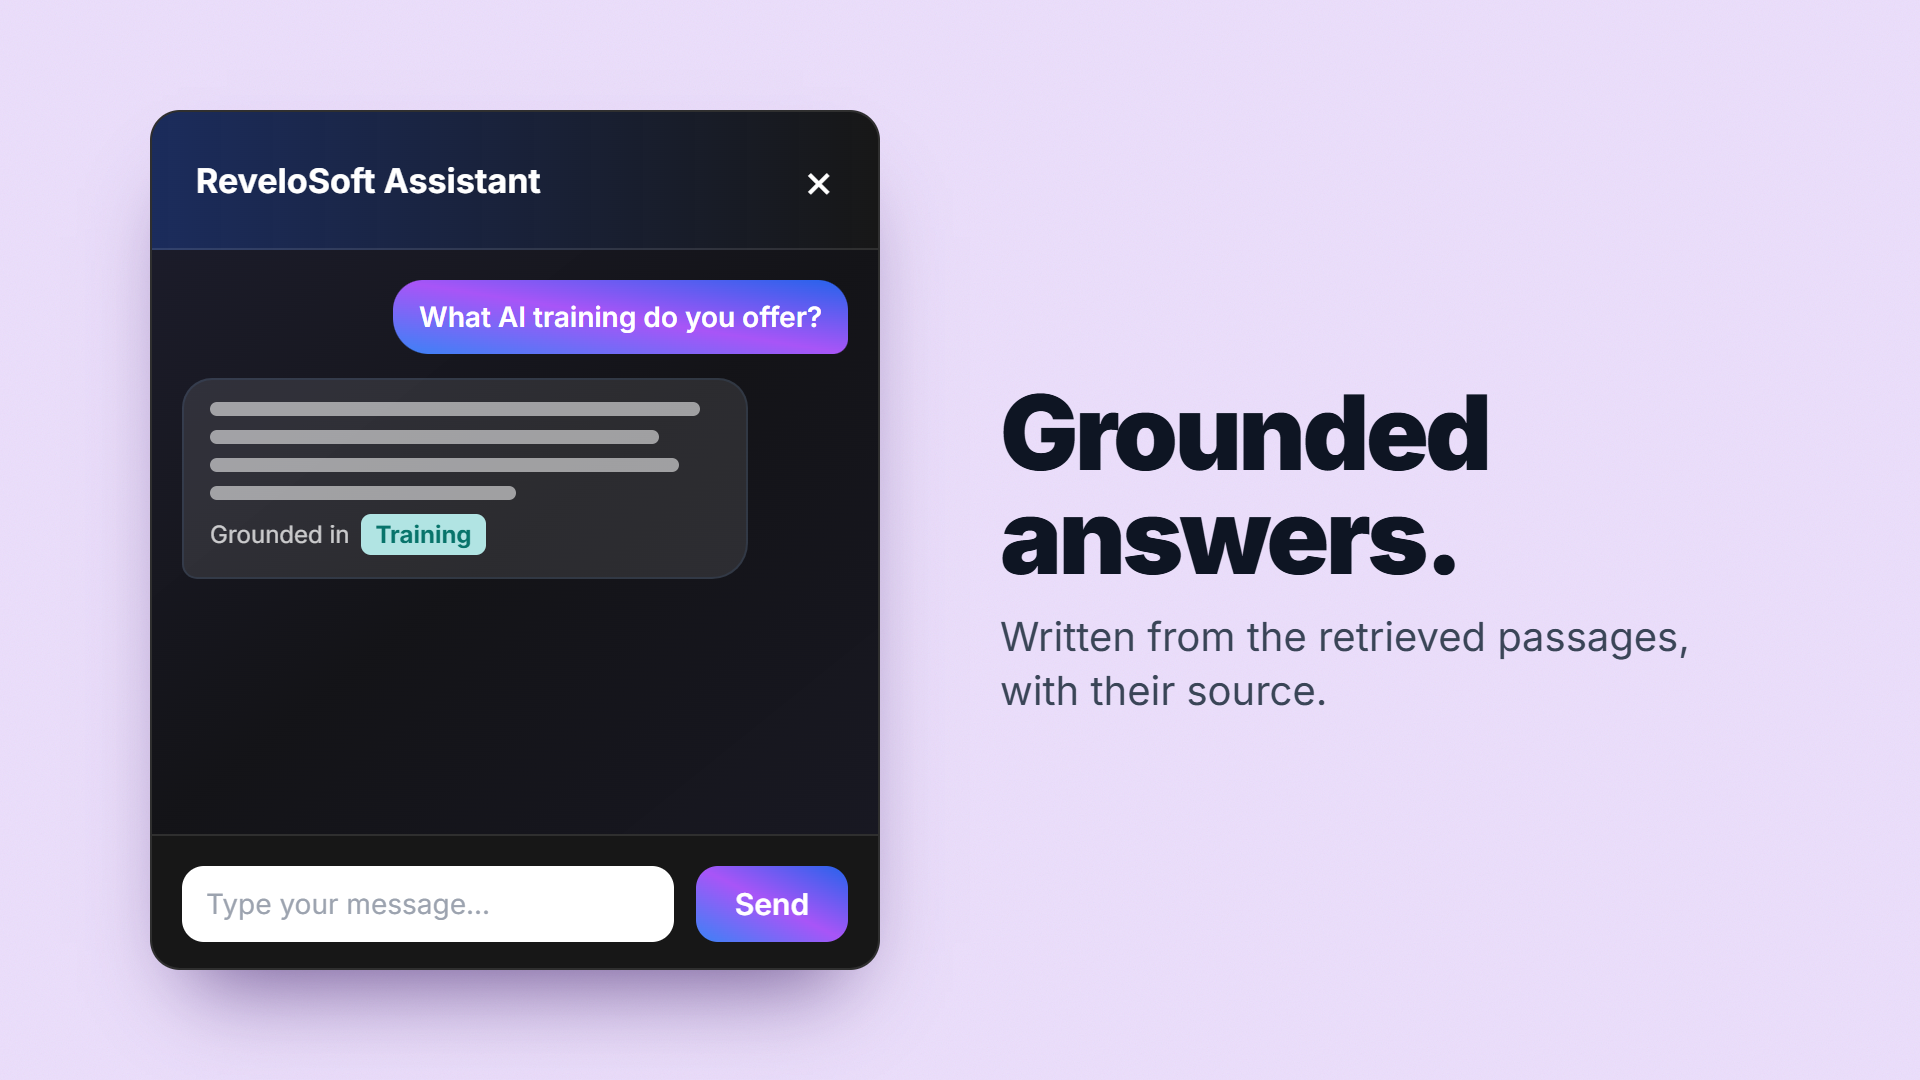 ReveloSoft Assistant
What AI training do you offer?
Grounded in Training
Type your message...
Send
Grounded
answers.
Written from the retrieved passages,
with their source.